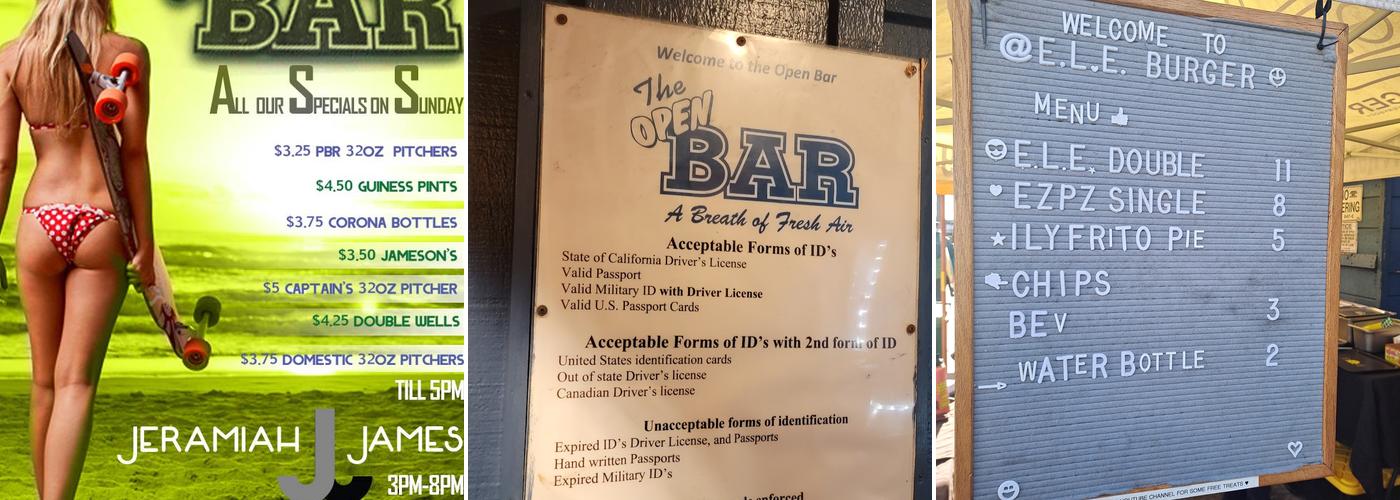 BAR
ALL OUR SPECIALS ON SUNDAY
$3.25 PBR 32OZ PITCHERS
$4.50 GUINESS PINTS
$3.75 CORONA BOTTLES
$3.50 JAMESON'S
$5 CAPTAIN'S 32OZ PITCHER
$4.25 DOUBLE WELLS
$3.75 DOMESTIC 32OZ PITCHERS
TILL 5PM
JERAMIAH J JAMES
3PM-8PM
Welcome to the Open Bar
The
OPEN
BAR
A Breath of Fresh Air
Acceptable Forms of ID's
State of California Driver's License
Valid Passport
Valid Military ID with Driver License
Valid U.S. Passport Cards
Acceptable Forms of ID's with 2nd form of ID
United States identification cards
Out of state Driver's license
Canadian Driver's license
Unacceptable forms of identification
Expired ID's Driver License, and Passports
Hand written Passports
Expired Military ID's
enforced
WELCOME TO
@E.L.E. BURGER
MENU
E.L.E. DOUBLE 11
EZPZ SINGLE 8
ILYFRITO PIE 5
CHIPS
BEV 3
WATER BOTTLE 2
CHANNEL FOR SOME FREE TREATS